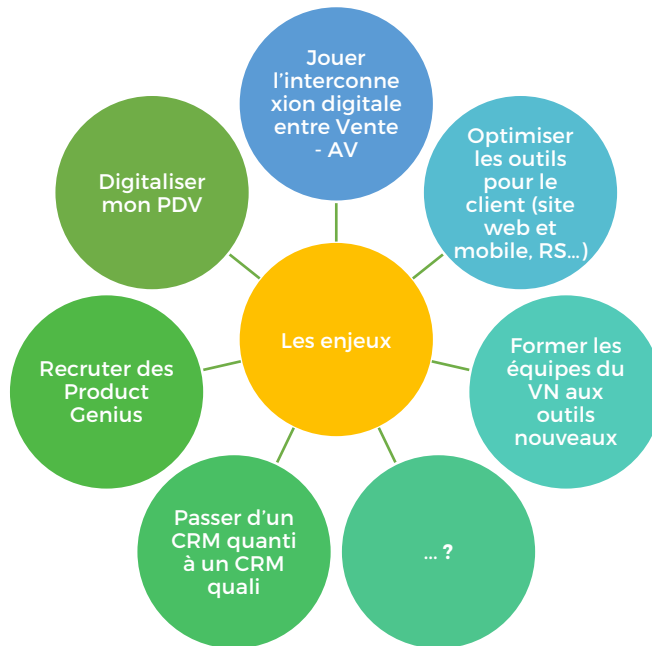 Jouer
l’interconne
xion digitale
entre Vente
- AV
Optimiser
les outils
pour le
client (site
web et
mobile, RS…)
Former les
équipes du
VN aux
outils
nouveaux
... ?
Passer d’un
CRM quanti
à un CRM
quali
Recruter des
Product
Genius
Digitaliser
mon PDV
Les enjeux